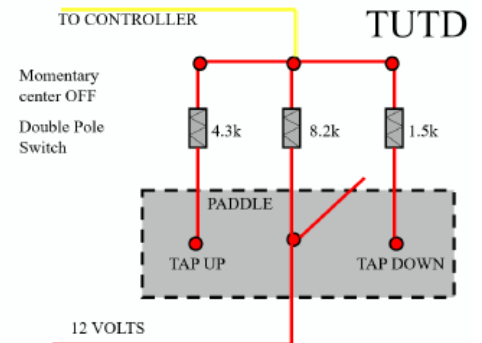 TO CONTROLLER
TUTD
Momentary
center OFF
Double Pole
Switch
4.3k
8.2k
1.5k
PADDLE
TAP UP
TAP DOWN
12 VOLTS